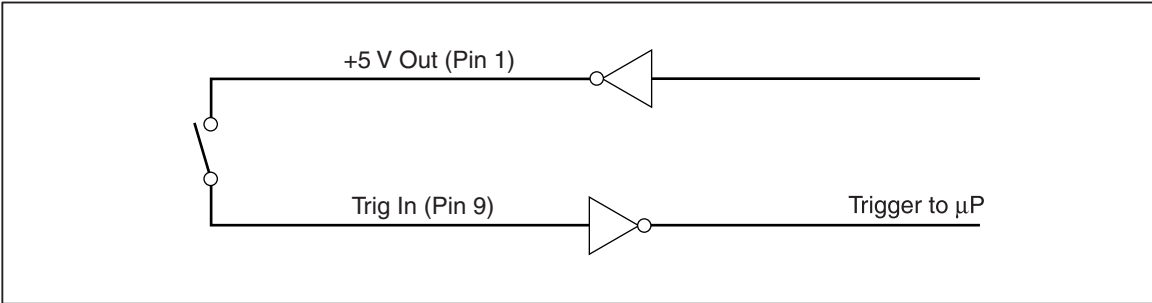 +5 V Out (Pin 1)
Trig In (Pin 9)
Trigger to µP